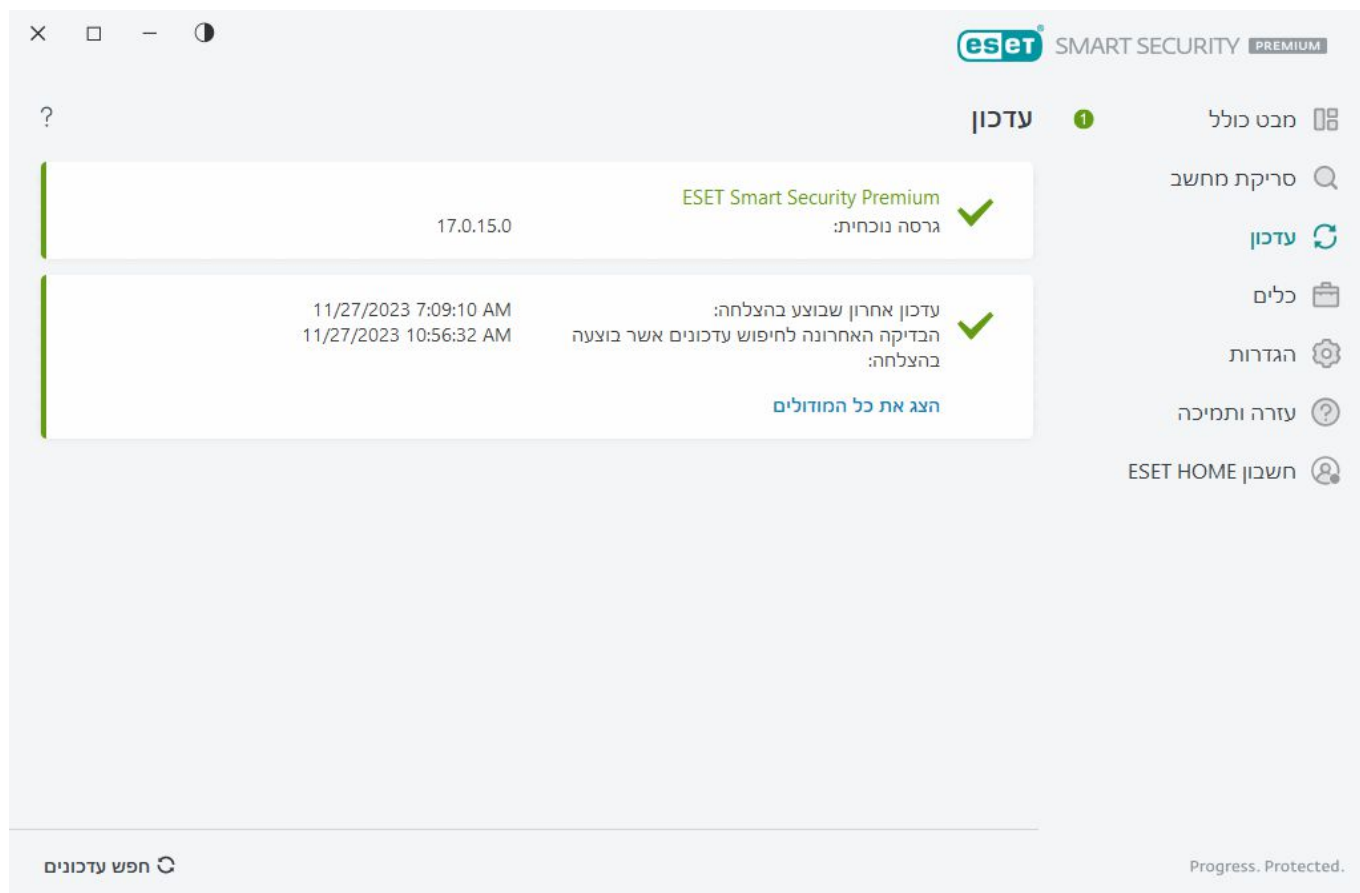 eset® SMART SECURITY PREMIUM
מבט כולל 1
סריקת מחשב
עדכון
כלים
הגדרות
עזרה ותמיכה
חשבון ESET HOME
Progress. Protected.
עדכון ?
ESET Smart Security Premium
גרסה נוכחית: 17.0.15.0
עדכון אחרון שבוצע בהצלחה: 11/27/2023 7:09:10 AM
הבדיקה האחרונה לחיפוש עדכונים אשר בוצעה 11/27/2023 10:56:32 AM
בהצלחה:
הצג את כל המודולים
חפש עדכונים